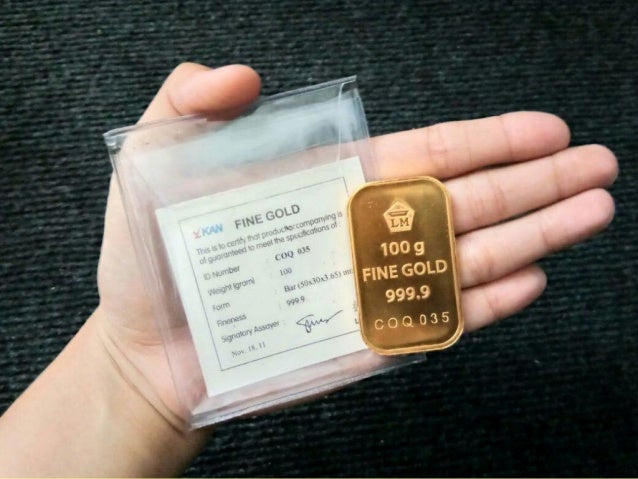 KAN FINE GOLD
This is to certify that product accompanying is
of guaranteed to meet the specifications of :
ID Number : COQ 035
Weight (gram) : 100
Form : Bar (50x30x3.65)
Fineness : 999.9
Signatory Assayer :
Nov. 18, 11
LM
100 g
FINE GOLD
999.9
COQ 035